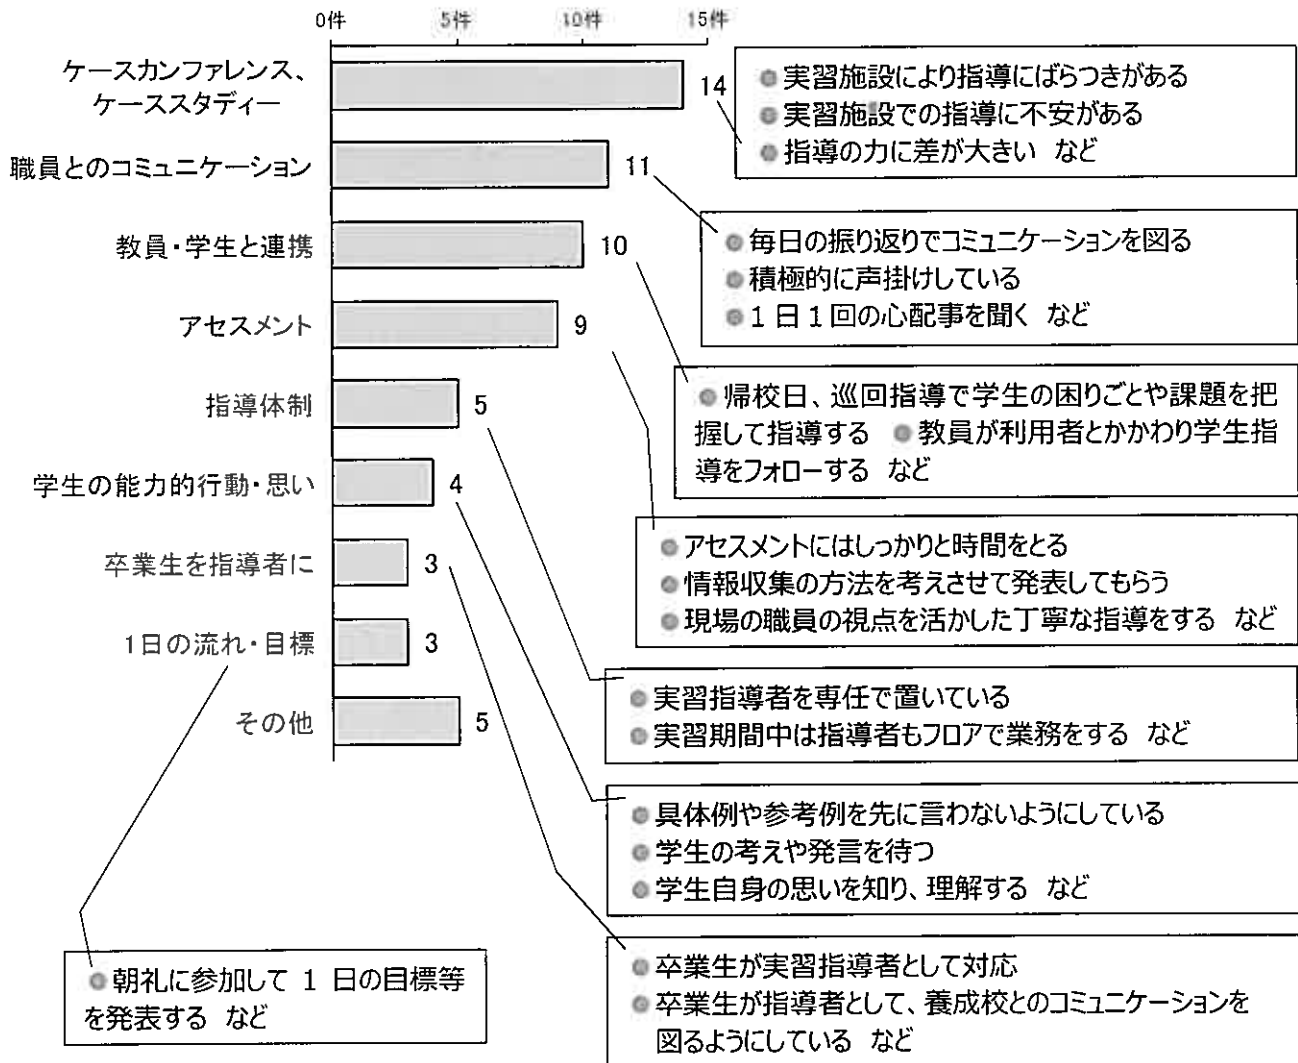 0件 5件 10件 15件
ケースカンファレンス、
ケーススタディー
14
職員とのコミュニケーション
11
教員・学生と連携
10
アセスメント
9
指導体制
5
学生の能力的行動・思い
4
卒業生を指導者に
3
1日の流れ・目標
3
その他
5
●実習施設により指導にばらつきがある
●実習施設での指導に不安がある
●指導の力に差が大きい など
●毎日の振り返りでコミュニケーションを図る
●積極的に声掛けしている
●1日1回の心配事を聞く など
●帰校日、巡回指導で学生の困りごとや課題を把
握して指導する ●教員が利用者とかかわり学生指
導をフォローする など
●アセスメントにはしっかりと時間をとる
●情報収集の方法を考えさせて発表してもらう
●現場の職員の視点を活かした丁寧な指導をする など
●実習指導者を専任で置いている
●実習期間中は指導者もフロアで業務をする など
●具体例や参考例を先に言わないようにしている
●学生の考えや発言を待つ
●学生自身の思いを知り、理解する など
●卒業生が実習指導者として対応
●卒業生が指導者として、養成校とのコミュニケーションを
図るようにしている など
●朝礼に参加して 1 日の目標等
を発表する など